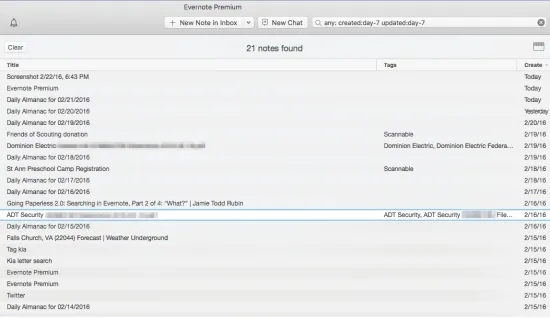 Evernote Premium
+ New Note in Inbox New Chat any: created:day-7 updated:day-7
Clear 21 notes found
Title Tags Create
Screenshot 2/22/16, 6:43 PM Today
Evernote Premium Today
Daily Almanac for 02/21/2016 Today
Daily Almanac for 02/20/2016 Yesterday
Daily Almanac for 02/19/2016 2/20/16
Friends of Scouting donation Scannable 2/19/16
Dominion Electric Dominion Electric, Dominion Electric Federa... 2/19/16
Daily Almanac for 02/18/2016 2/19/16
St Ann Preschool Camp Registration Scannable 2/18/16
Daily Almanac for 02/17/2016 2/18/16
Daily Almanac for 02/16/2016 2/17/16
Going Paperless 2.0: Searching in Evernote, Part 2 of 4: "What?" | Jamie Todd Rubin 2/16/16
ADT Security ADT Security, ADT Security File... 2/16/16
Daily Almanac for 02/15/2016 2/16/16
Falls Church, VA (22044) Forecast | Weather Underground 2/15/16
Tag kia 2/15/16
Kia letter search 2/15/16
Evernote Premium 2/15/16
Evernote Premium 2/15/16
Twitter 2/15/16
Daily Almanac for 02/14/2016 2/15/16